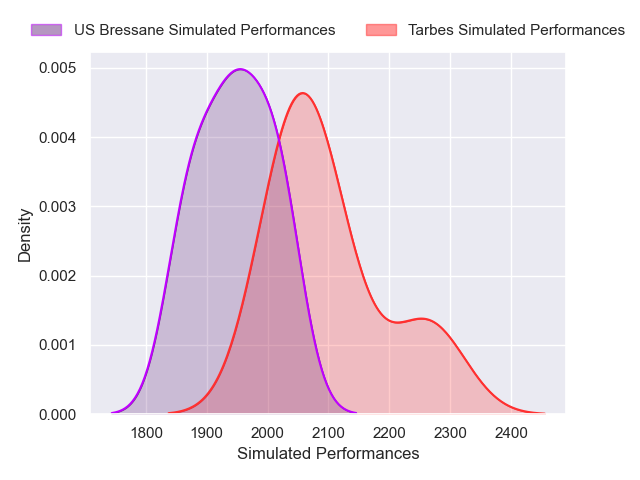 US Bressane Simulated Performances Tarbes Simulated Performances
0.005
0.004
0.003
0.002
0.001
0.000
Density
1800 1900 2000 2100 2200 2300 2400
Simulated Performances